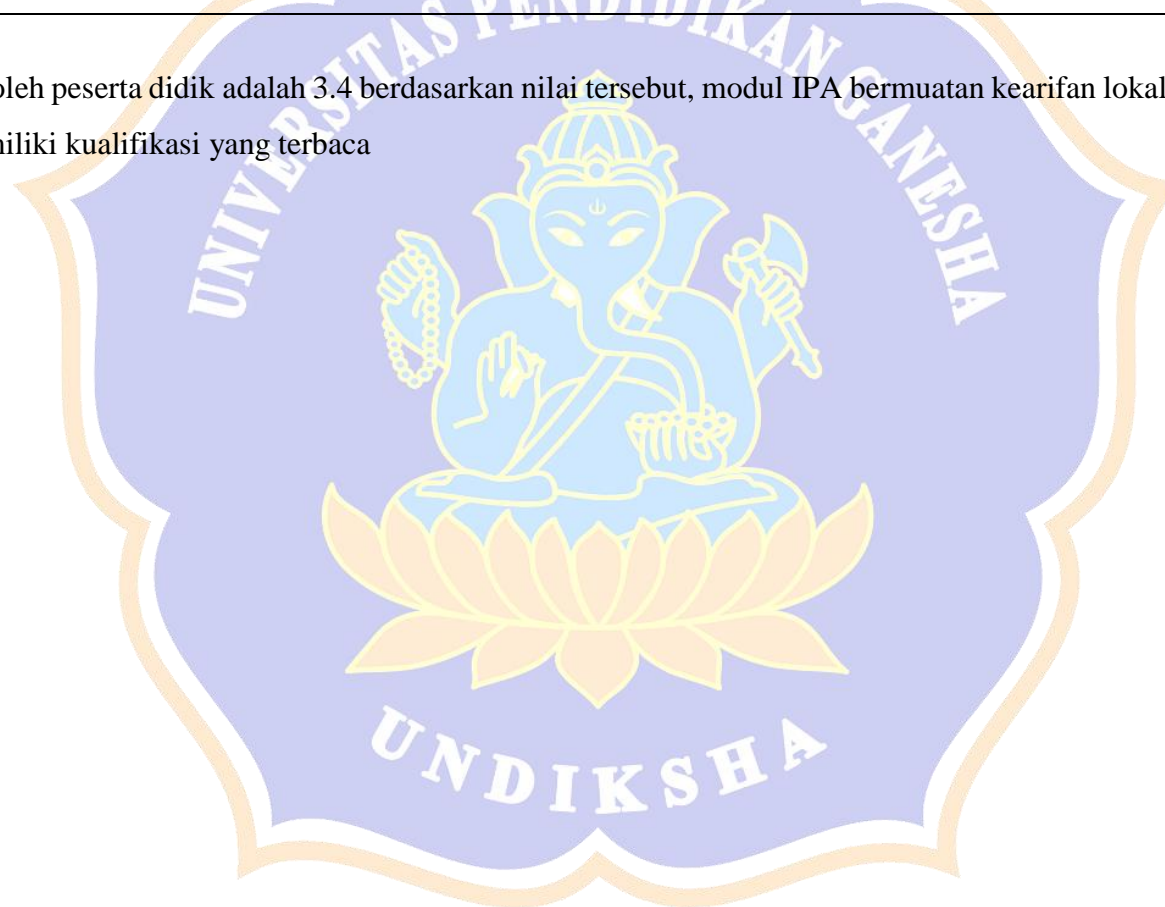 UNIVERSITAS PENDIDIKAN GANESHA
oleh peserta didik adalah 3.4 berdasarkan nilai tersebut, modul IPA bermuatan kearifan lokal
miliki kualifikasi yang terbaca
UNDIKSHA